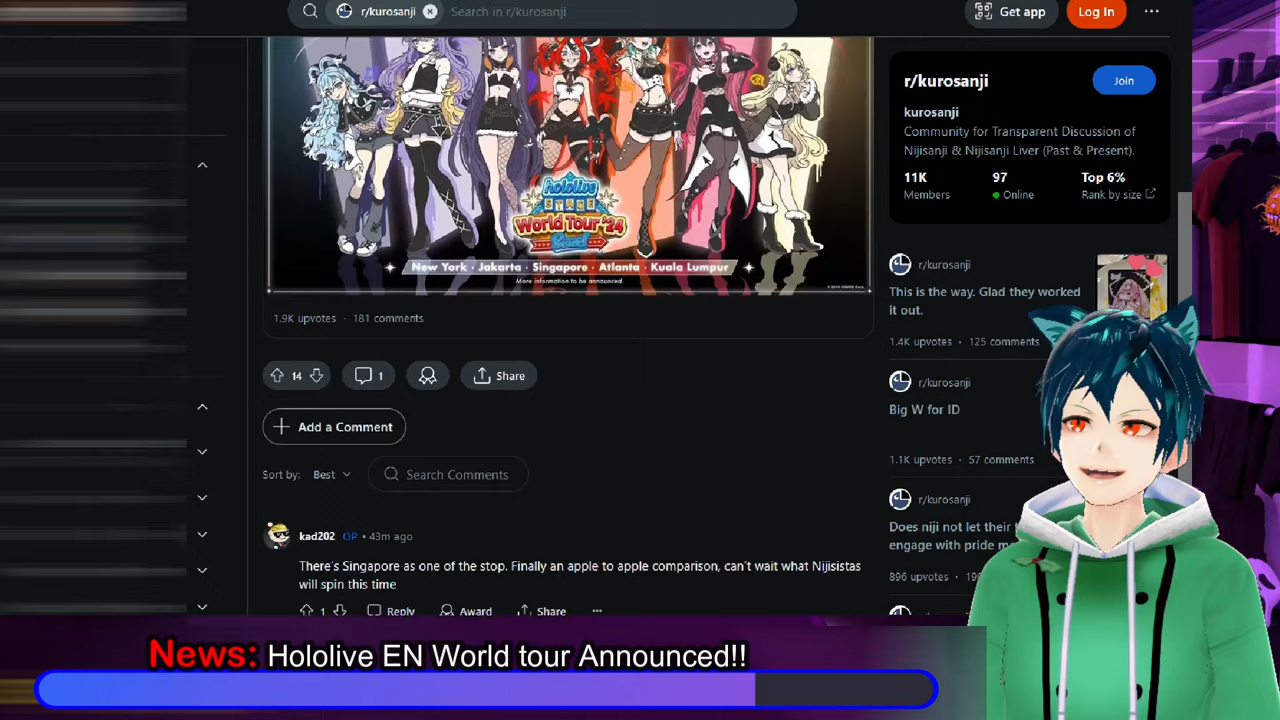 r/kurosanji
Search in r/kurosanji
Get app
Log In
hololive
STAGE
World Tour '24
New York · Jakarta · Singapore · Atlanta · Kuala Lumpur
More information to be announced.
1.9K upvotes · 181 comments
14
1
Share
Add a Comment
Sort by: Best
Search Comments
kad202 OP · 43m ago
There's Singapore as one of the stop. Finally an apple to apple comparison, can't wait what Nijisistas
will spin this time
1
Reply
Award
Share
r/kurosanji
Join
kurosanji
Community for Transparent Discussion of
Nijisanji & Nijisanji Liver (Past & Present).
11K 97 Top 6%
Members Online Rank by size
r/kurosanji
This is the way. Glad they worked
it out.
1.4K upvotes · 125 comments
r/kurosanji
Big W for ID
1.1K upvotes · 57 comments
r/kurosanji
Does niji not let their
engage with pride
896 upvotes
News: Hololive EN World tour Announced!!